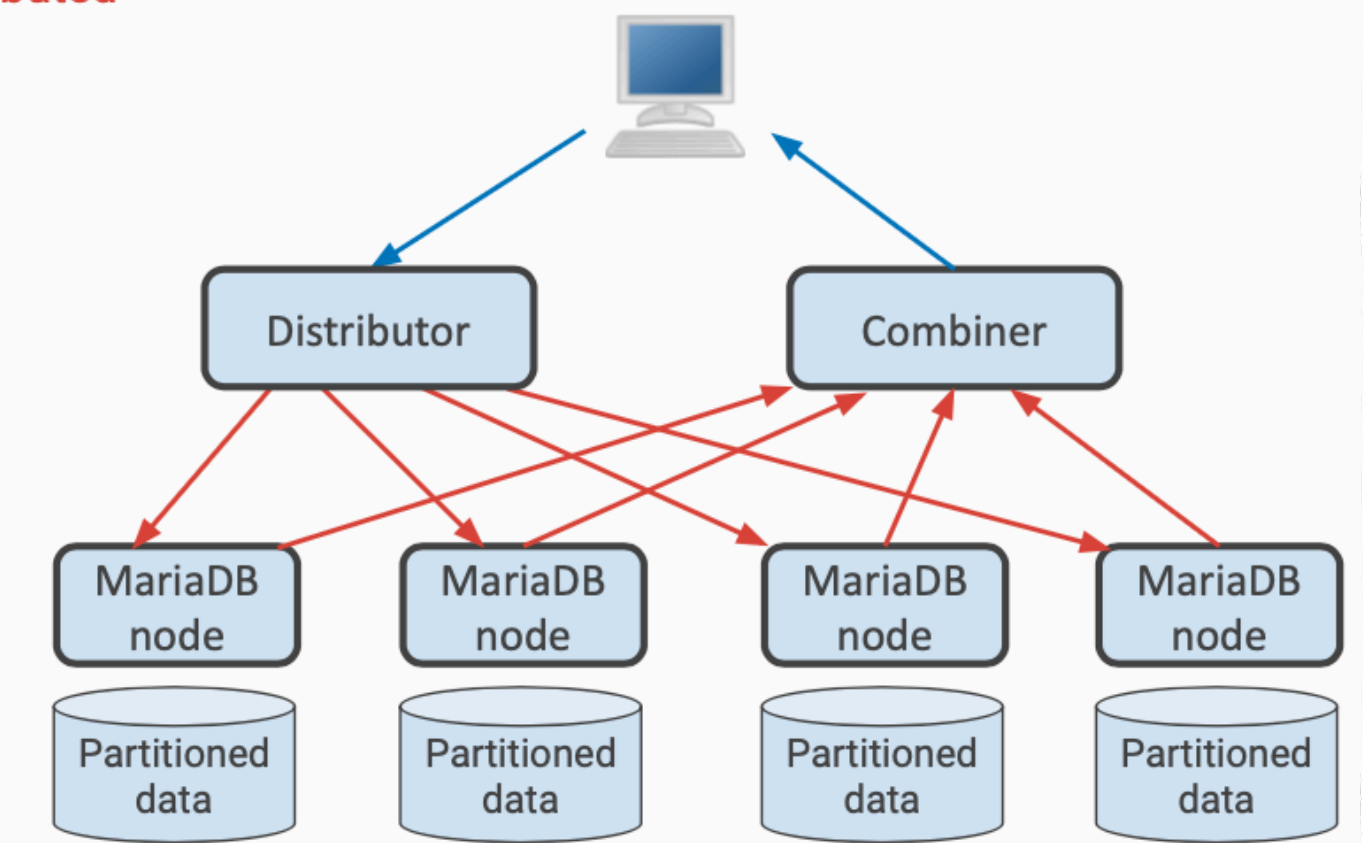 Distributor
Combiner
MariaDB
node
MariaDB
node
MariaDB
node
MariaDB
node
Partitioned
data
Partitioned
data
Partitioned
data
Partitioned
data